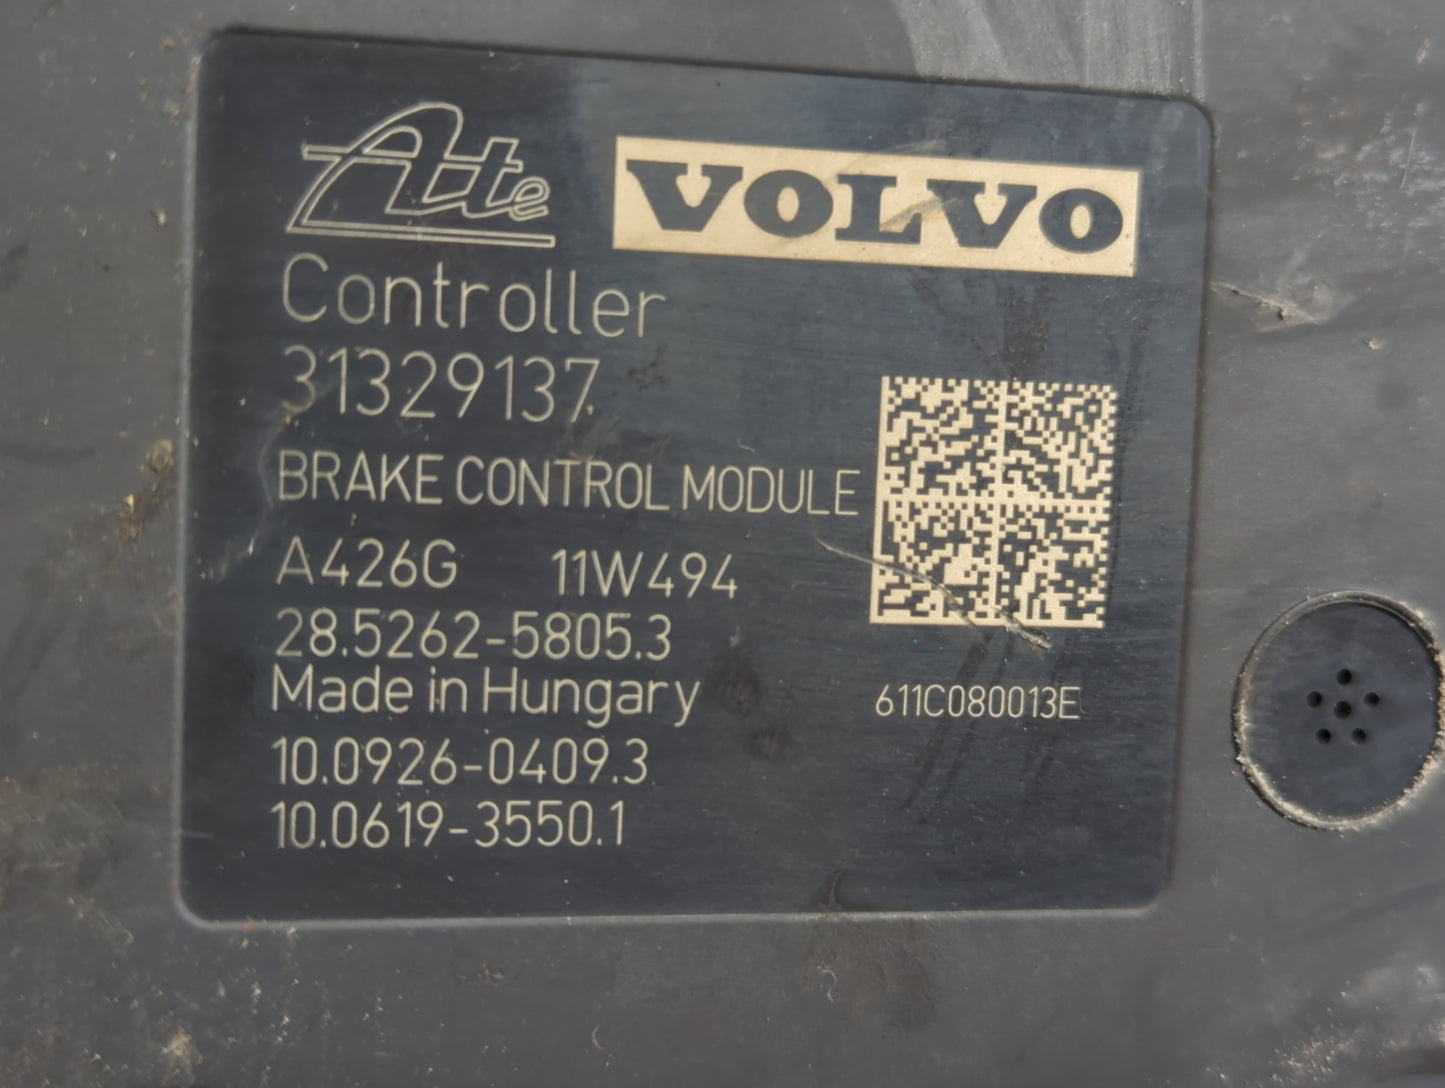 Ate VOLVO
Controller
31329137
BRAKE CONTROL MODULE
A426G 11W494
28.5262-5805.3
Made in Hungary
611C080013E
10.0926-0409.3
10.0619-3550.1